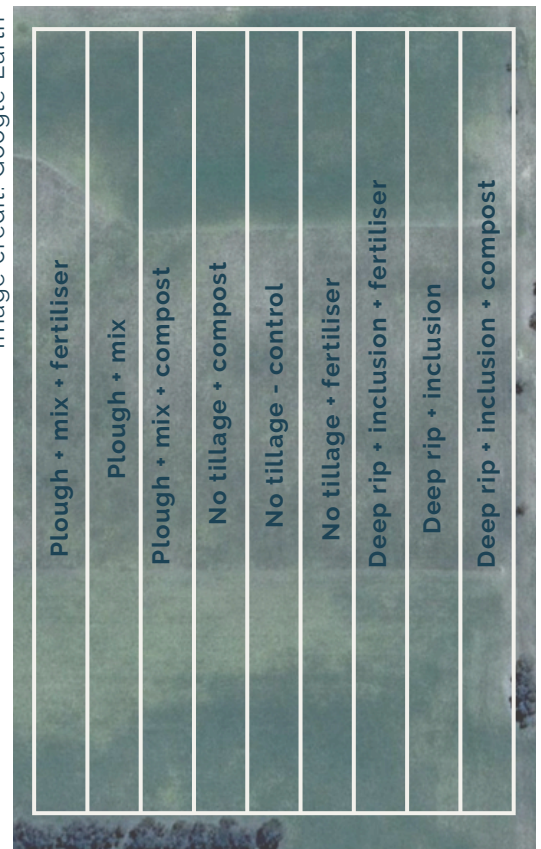 Image credit: Google Earth
Plough + mix + fertiliser
Plough + mix
Plough + mix + compost
No tillage + compost
No tillage - control
No tillage + fertiliser
Deep rip + inclusion + fertiliser
Deep rip + inclusion
Deep rip + inclusion + compost